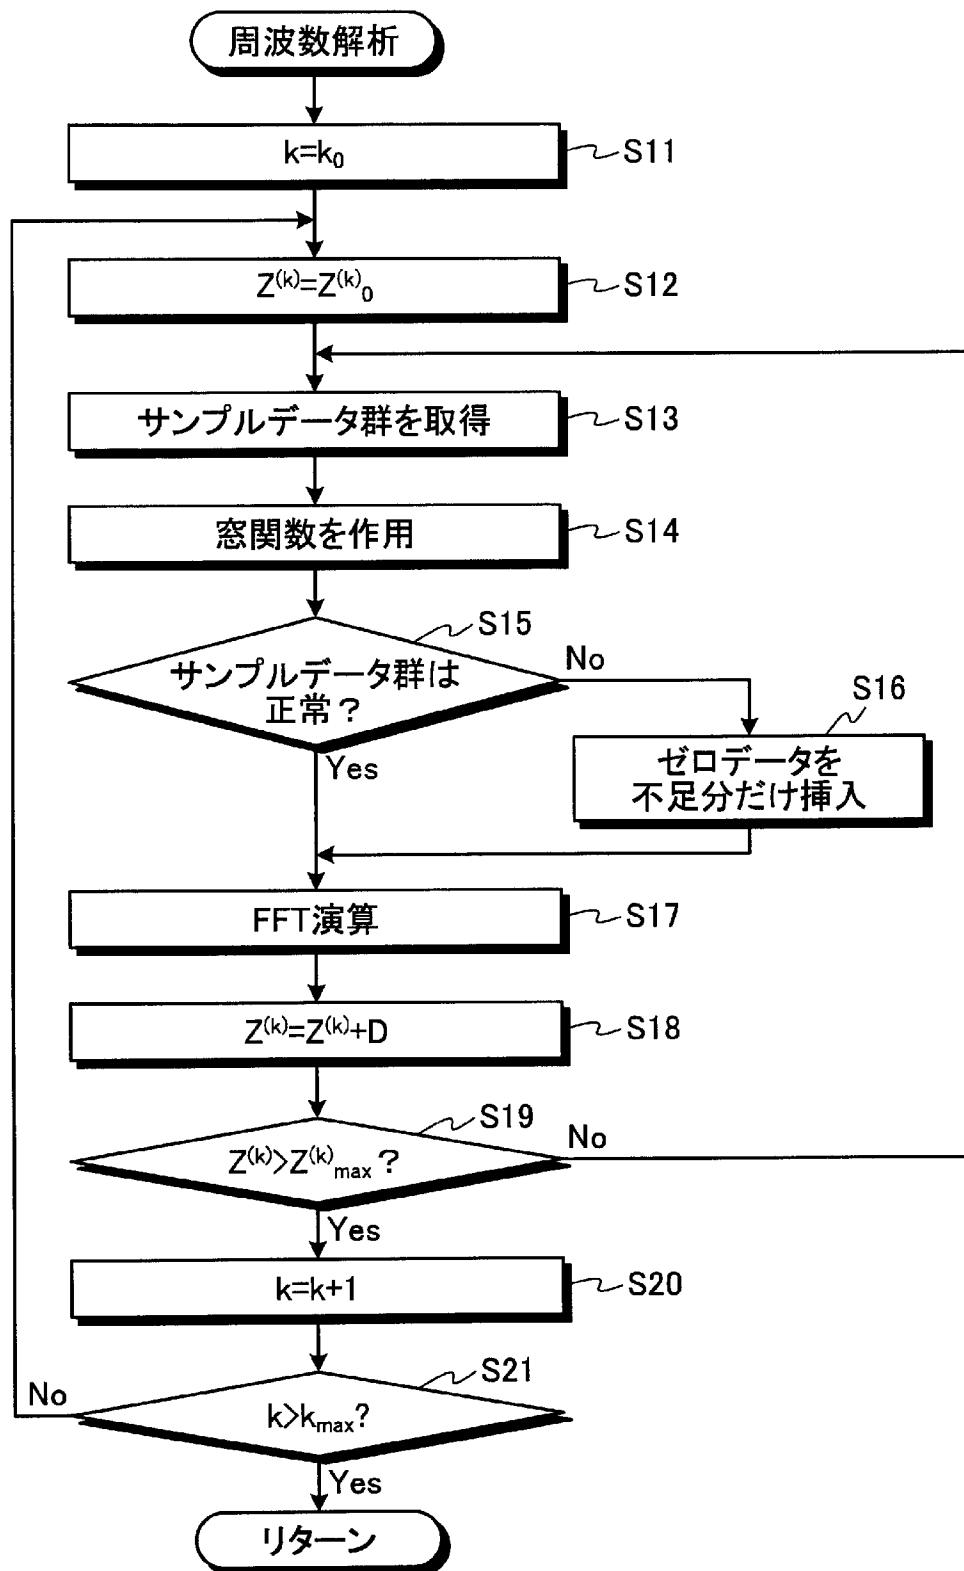 周波数解析
k=k₀
S11
Z⁽ᵏ⁾=Z⁽ᵏ⁾₀
S12
サンプルデータ群を取得
S13
窓関数を作用
S14
S15
サンプルデータ群は
正常？
No
Yes
S16
ゼロデータを
不足分だけ挿入
FFT演算
S17
Z⁽ᵏ⁾=Z⁽ᵏ⁾+D
S18
S19
Z⁽ᵏ⁾>Z⁽ᵏ⁾max？
No
Yes
k=k+1
S20
S21
No
k>kmax?
Yes
リターン